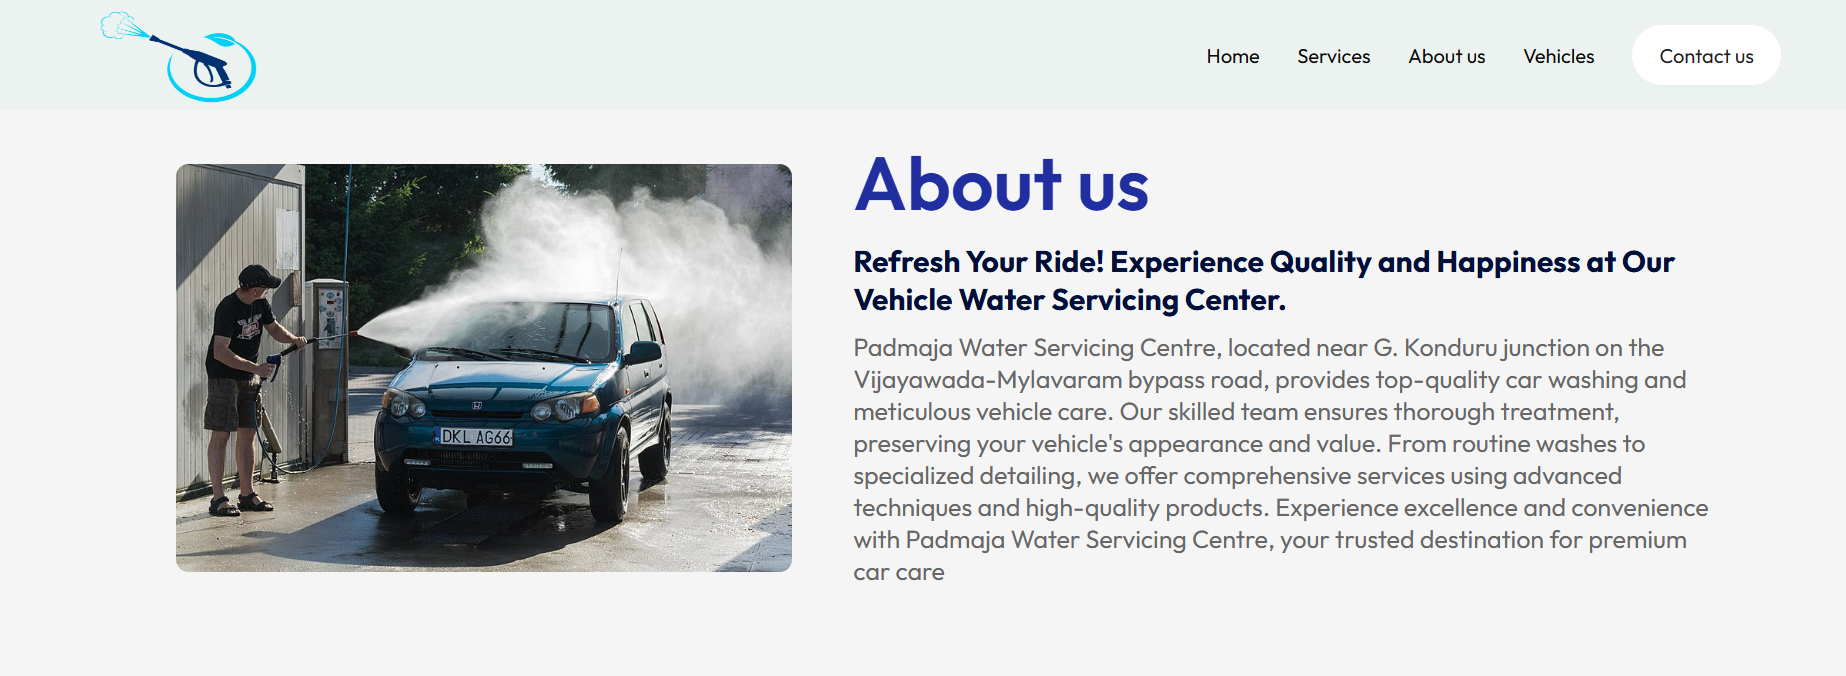 Home Services About us Vehicles Contact us
About us
Refresh Your Ride! Experience Quality and Happiness at Our
Vehicle Water Servicing Center.
Padmaja Water Servicing Centre, located near G. Konduru junction on the
Vijayawada-Mylavaram bypass road, provides top-quality car washing and
meticulous vehicle care. Our skilled team ensures thorough treatment,
preserving your vehicle's appearance and value. From routine washes to
specialized detailing, we offer comprehensive services using advanced
techniques and high-quality products. Experience excellence and convenience
with Padmaja Water Servicing Centre, your trusted destination for premium
car care
DKL AG66